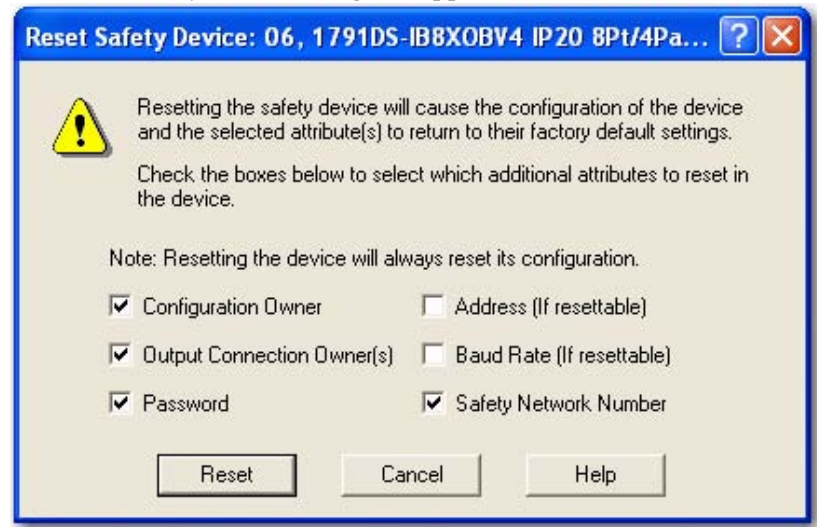 Reset Safety Device: 06, 1791DS-IB8XOBV4 IP20 8Pt/4Pa...
Resetting the safety device will cause the configuration of the device
and the selected attribute(s) to return to their factory default settings.
Check the boxes below to select which additional attributes to reset in
the device.
Note: Resetting the device will always reset its configuration.
Configuration Owner
Address (If resettable)
Output Connection Owner(s)
Baud Rate (If resettable)
Password
Safety Network Number
Reset
Cancel
Help